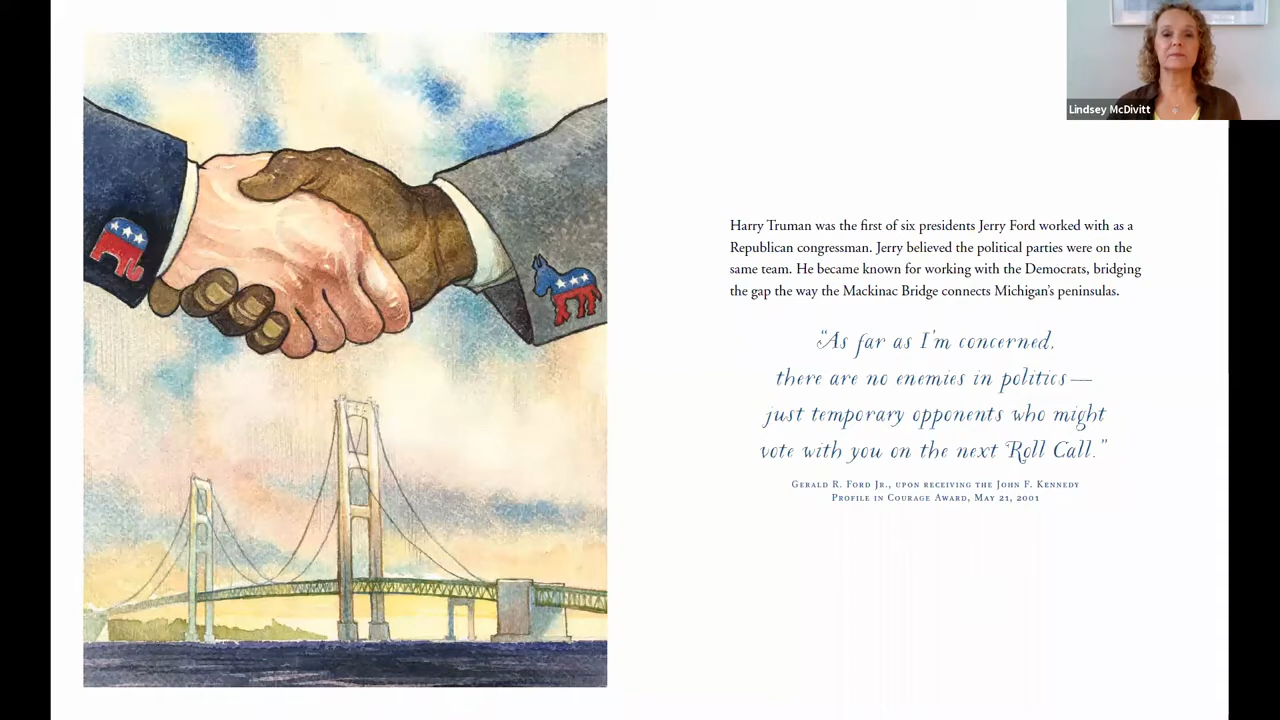 Lindsey McDivitt
Harry Truman was the first of six presidents Jerry Ford worked with as a
Republican congressman. Jerry believed the political parties were on the
same team. He became known for working with the Democrats, bridging
the gap the way the Mackinac Bridge connects Michigan's peninsulas.
“As far as I'm concerned,
there are no enemies in politics—
just temporary opponents who might
vote with you on the next Roll Call.”
Gerald R. Ford Jr., upon receiving the John F. Kennedy
Profile in Courage Award, May 21, 2001